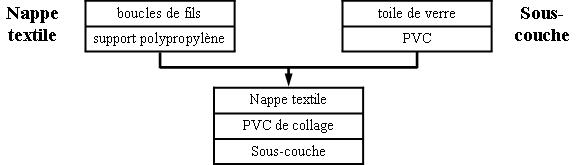 Nappe textile
boucles de fils
support polypropylène
toile de verre
PVC
Sous-couche
Nappe textile
PVC de collage
Sous-couche